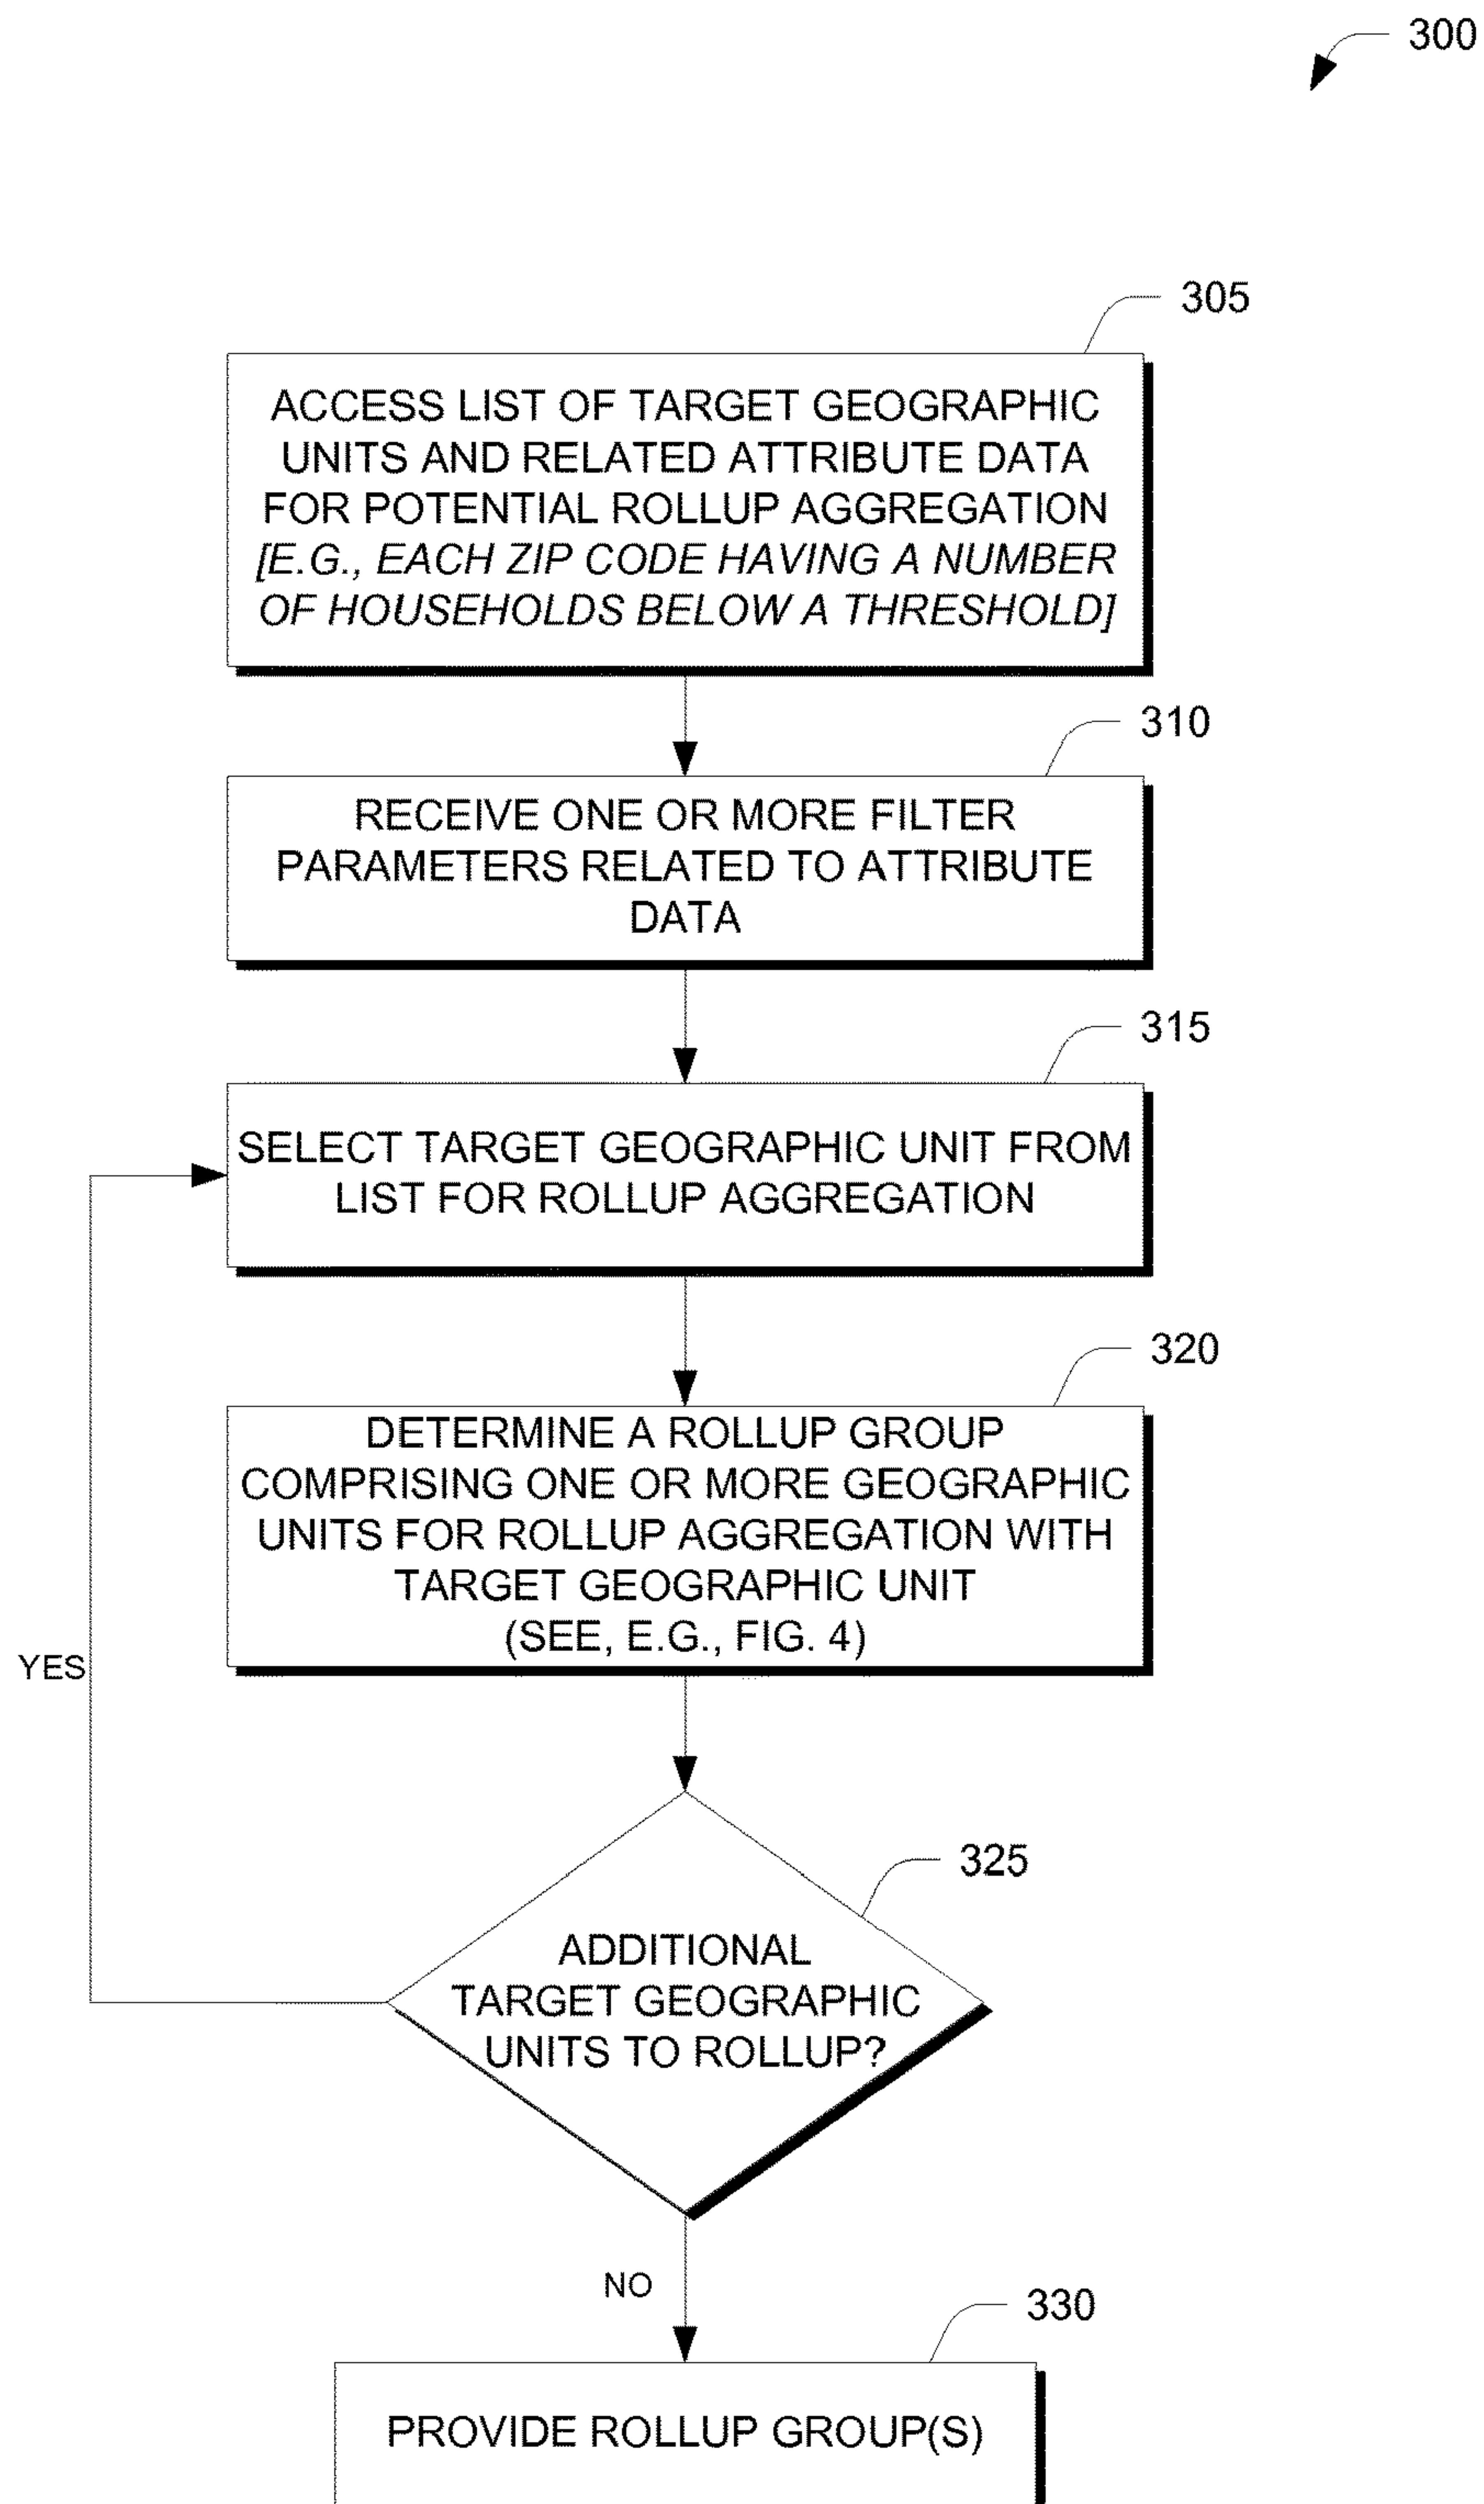 300
305
ACCESS LIST OF TARGET GEOGRAPHIC
UNITS AND RELATED ATTRIBUTE DATA
FOR POTENTIAL ROLLUP AGGREGATION
[E.G., EACH ZIP CODE HAVING A NUMBER
OF HOUSEHOLDS BELOW A THRESHOLD]
310
RECEIVE ONE OR MORE FILTER
PARAMETERS RELATED TO ATTRIBUTE
DATA
315
SELECT TARGET GEOGRAPHIC UNIT FROM
LIST FOR ROLLUP AGGREGATION
320
DETERMINE A ROLLUP GROUP
COMPRISING ONE OR MORE GEOGRAPHIC
UNITS FOR ROLLUP AGGREGATION WITH
TARGET GEOGRAPHIC UNIT
(SEE, E.G., FIG. 4)
YES
325
ADDITIONAL
TARGET GEOGRAPHIC
UNITS TO ROLLUP?
NO
330
PROVIDE ROLLUP GROUP(S)